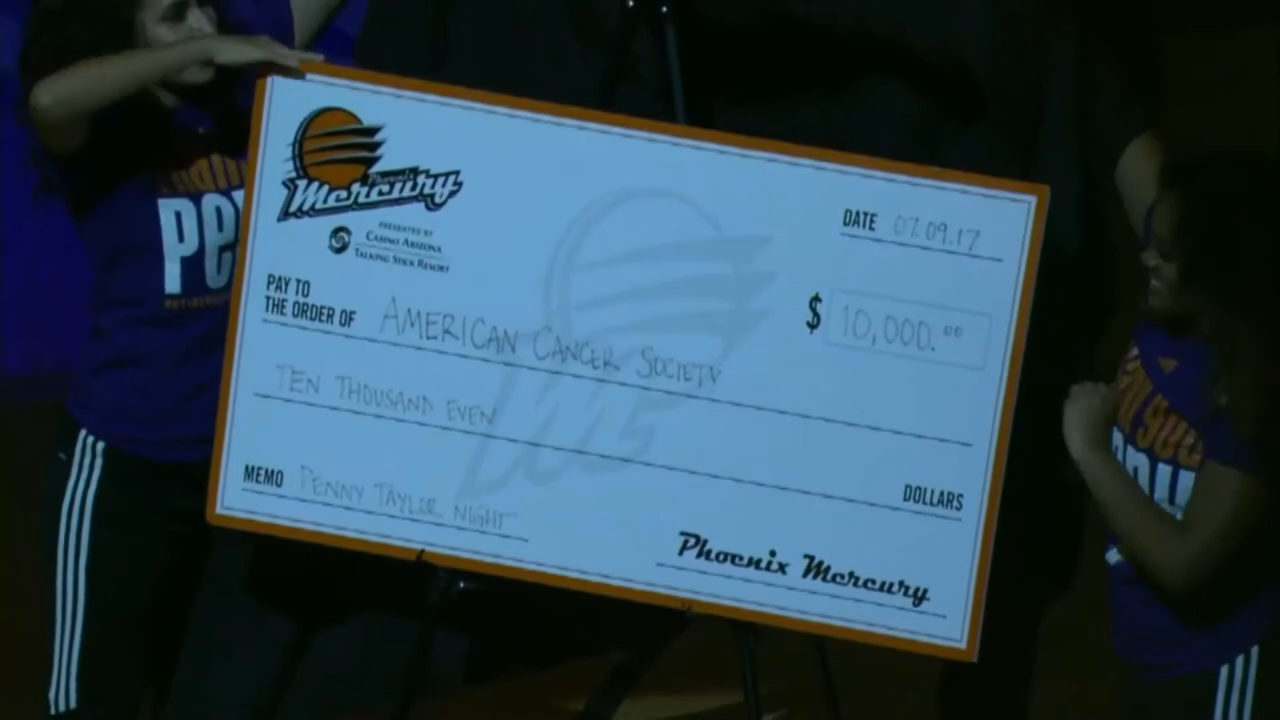 Phoenix
Mercury
PRESENTED BY
CASINO ARIZONA
TALKING STICK RESORT
DATE 07.09.17
PAY TO
THE ORDER OF AMERICAN CANCER SOCIETY
$ 10,000.00
TEN THOUSAND EVEN
DOLLARS
MEMO PENNY TAYLOR NIGHT
Phoenix Mercury